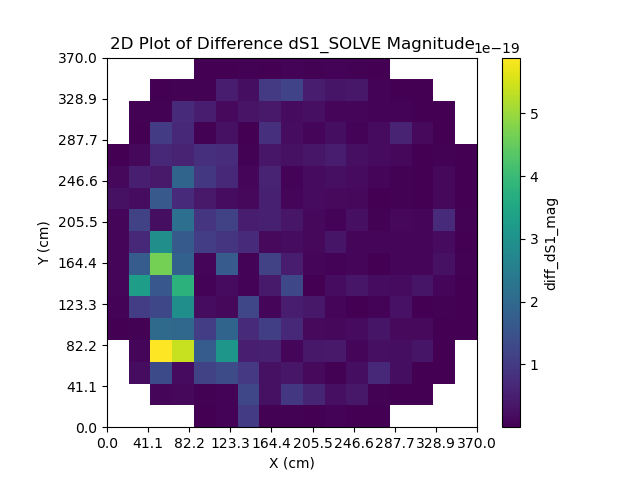 2D Plot of Difference dS1_SOLVE Magnitude
1e−19
370.0
328.9
287.7
246.6
205.5
164.4
123.3
82.2
41.1
0.0
Y (cm)
0.0 41.1 82.2 123.3 164.4 205.5 246.6 287.7 328.9 370.0
X (cm)
5
4
3
2
1
diff_dS1_mag